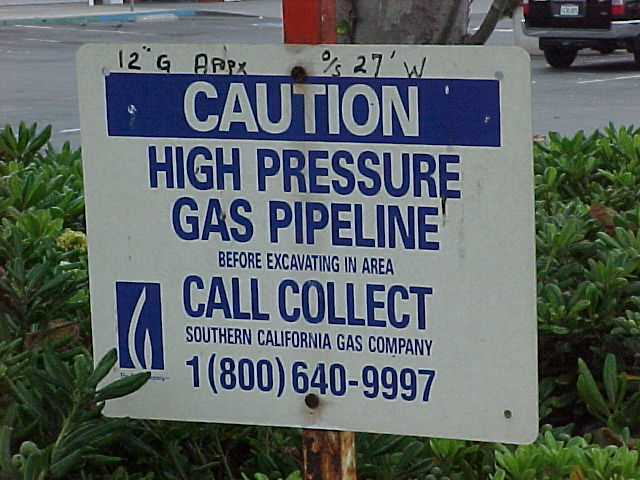 12" G Appx O/S 27' W
CAUTION
HIGH PRESSURE
GAS PIPELINE
BEFORE EXCAVATING IN AREA
CALL COLLECT
SOUTHERN CALIFORNIA GAS COMPANY
1(800) 640-9997